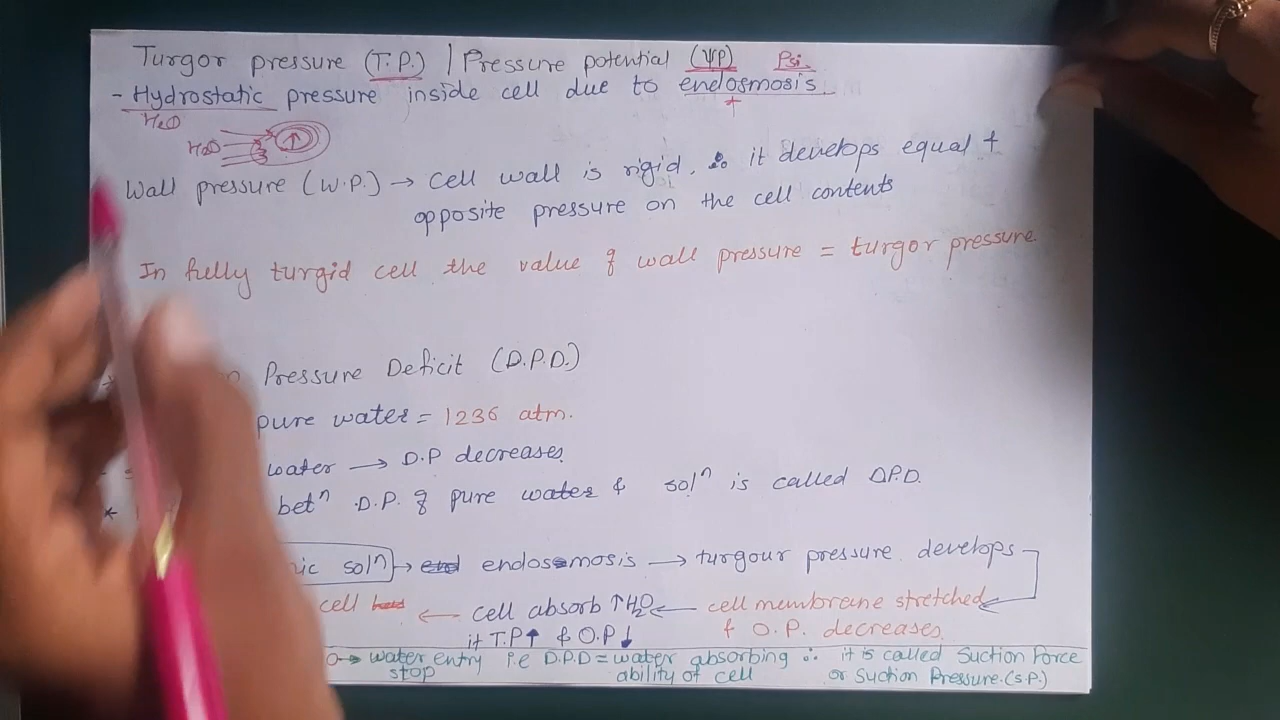 Turgor pressure (T.P.) | Pressure potential (ψP) Psi
- Hydrostatic pressure inside cell due to endosmosis.
H2O
+
H2O
Wall pressure (W.P.) → cell wall is rigid, ∴ it develops equal +
opposite pressure on the cell contents
In fully turgid cell the value of wall pressure = turgor pressure
Pressure Deficit (D.P.D.)
pure water = 1236 atm.
water → D.P decreases
betⁿ D.P. of pure water & solⁿ is called DPD.
ic solⁿ → endosmosis → turgour pressure develops
cell ← cell absorb ↑H2O ← cell membrane stretched
it T.P↑ & O.P↓ & O.P. decreases
→ water entry i.e D.P.D = water absorbing ∴ it is called Suction Force
stop ability of cell or Suction Pressure.(S.P.)